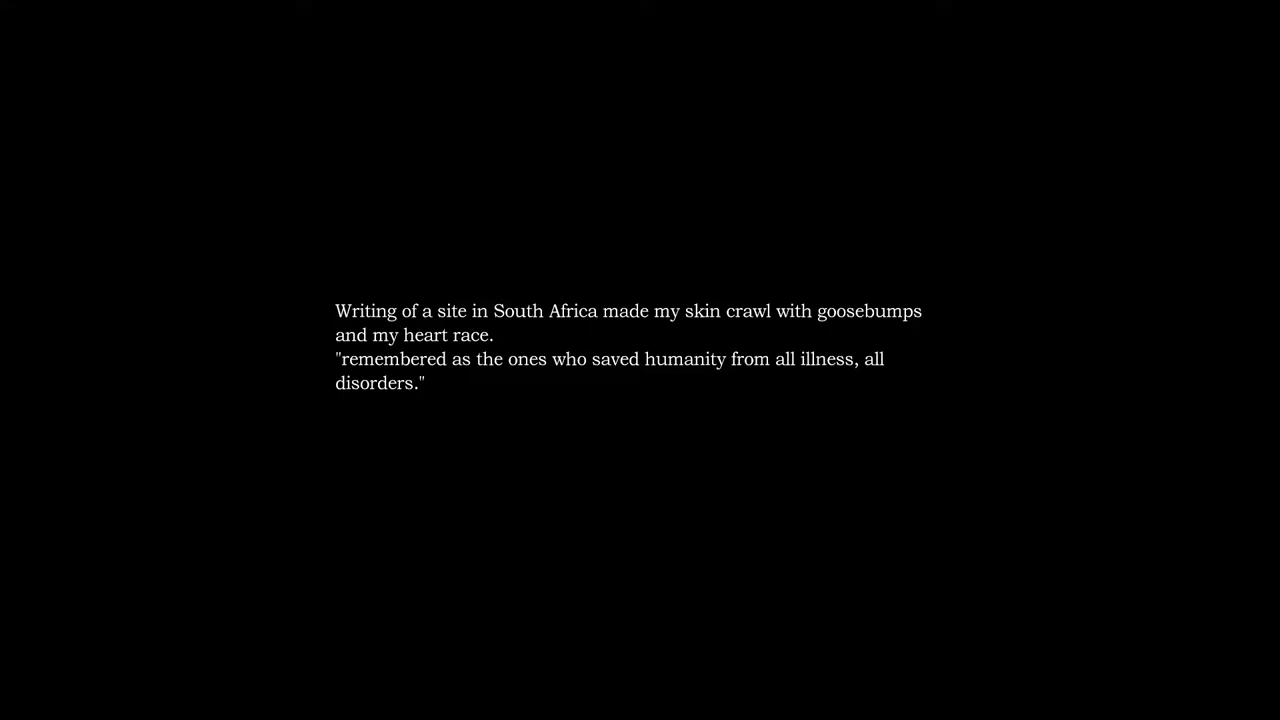 Writing of a site in South Africa made my skin crawl with goosebumps
and my heart race.
"remembered as the ones who saved humanity from all illness, all
disorders."